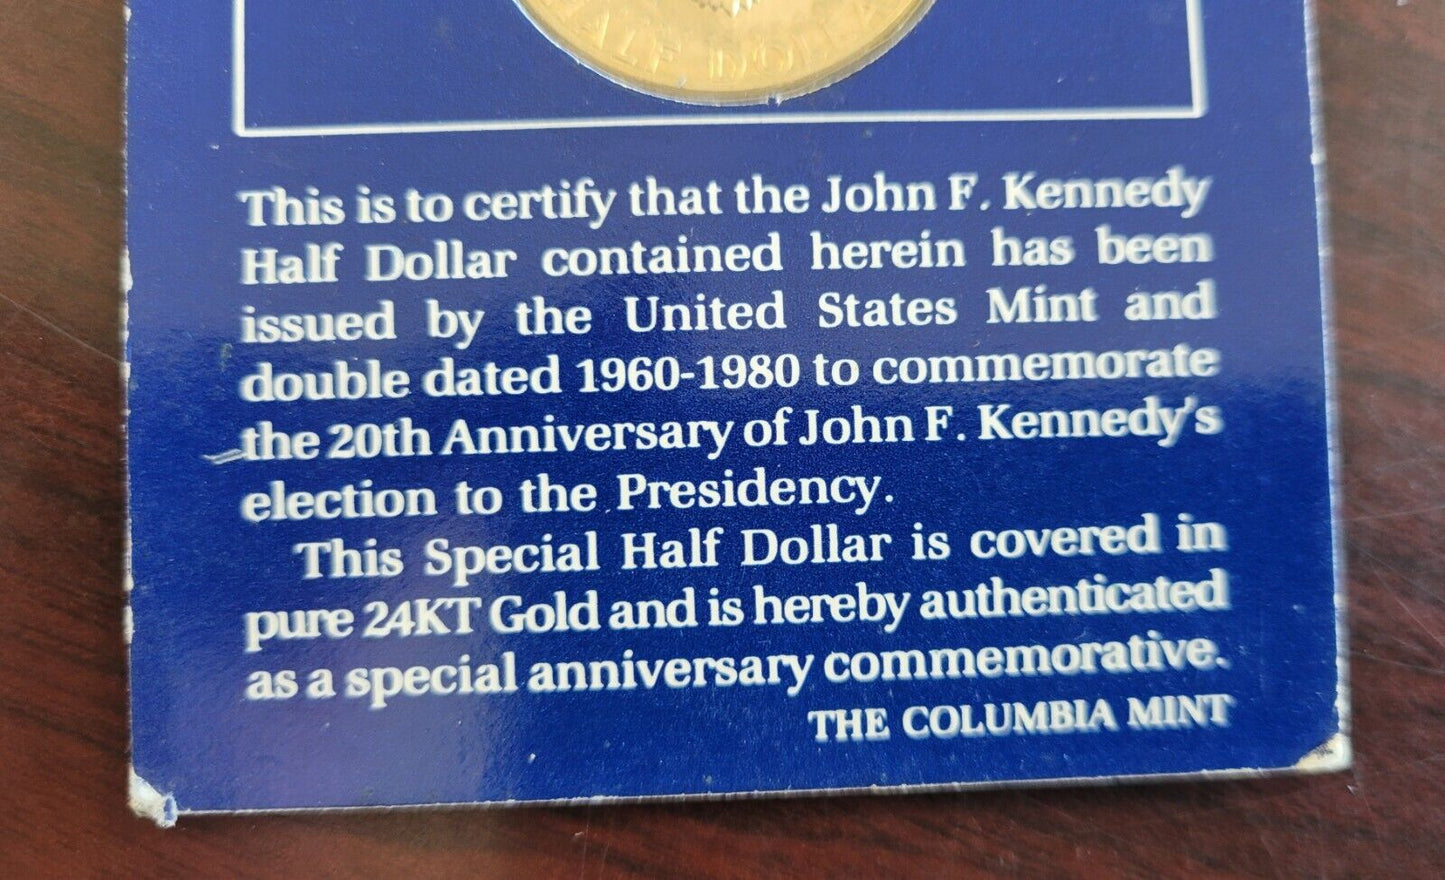 HALF DOLLA
This is to certify that the John F. Kennedy
Half Dollar contained herein has been
issued by the United States Mint and
double dated 1960-1980 to commemorate
the 20th Anniversary of John F. Kennedy's
election to the Presidency.
This Special Half Dollar is covered in
pure 24KT Gold and is hereby authenticated
as a special anniversary commemorative.
THE COLUMBIA MINT